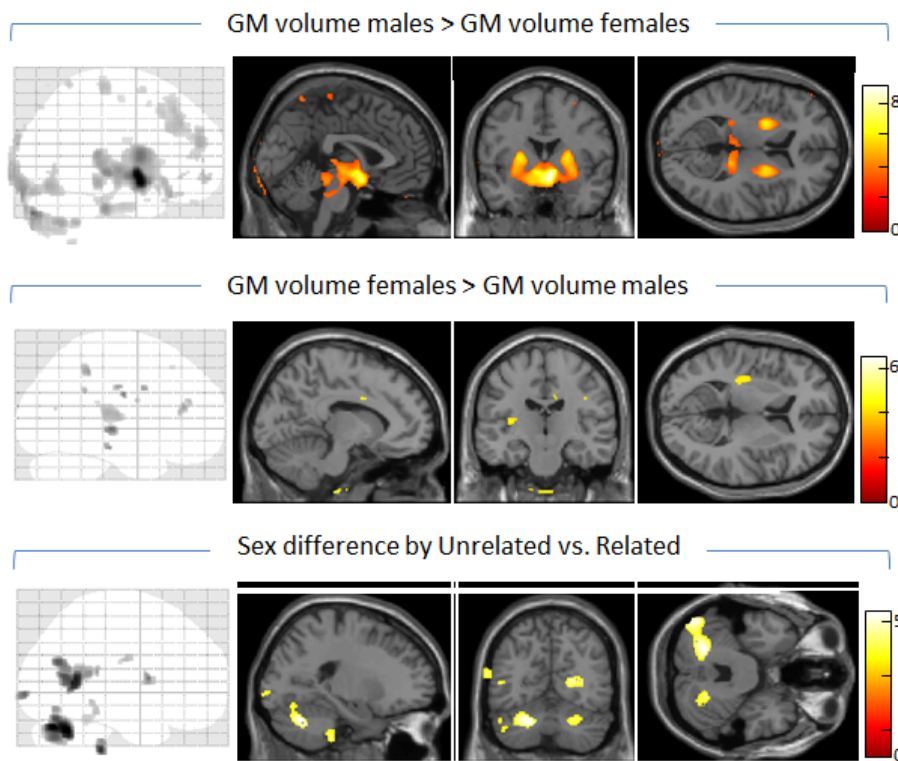 GM volume males > GM volume females
8
0
GM volume females > GM volume males
6
0
Sex difference by Unrelated vs. Related
5
0